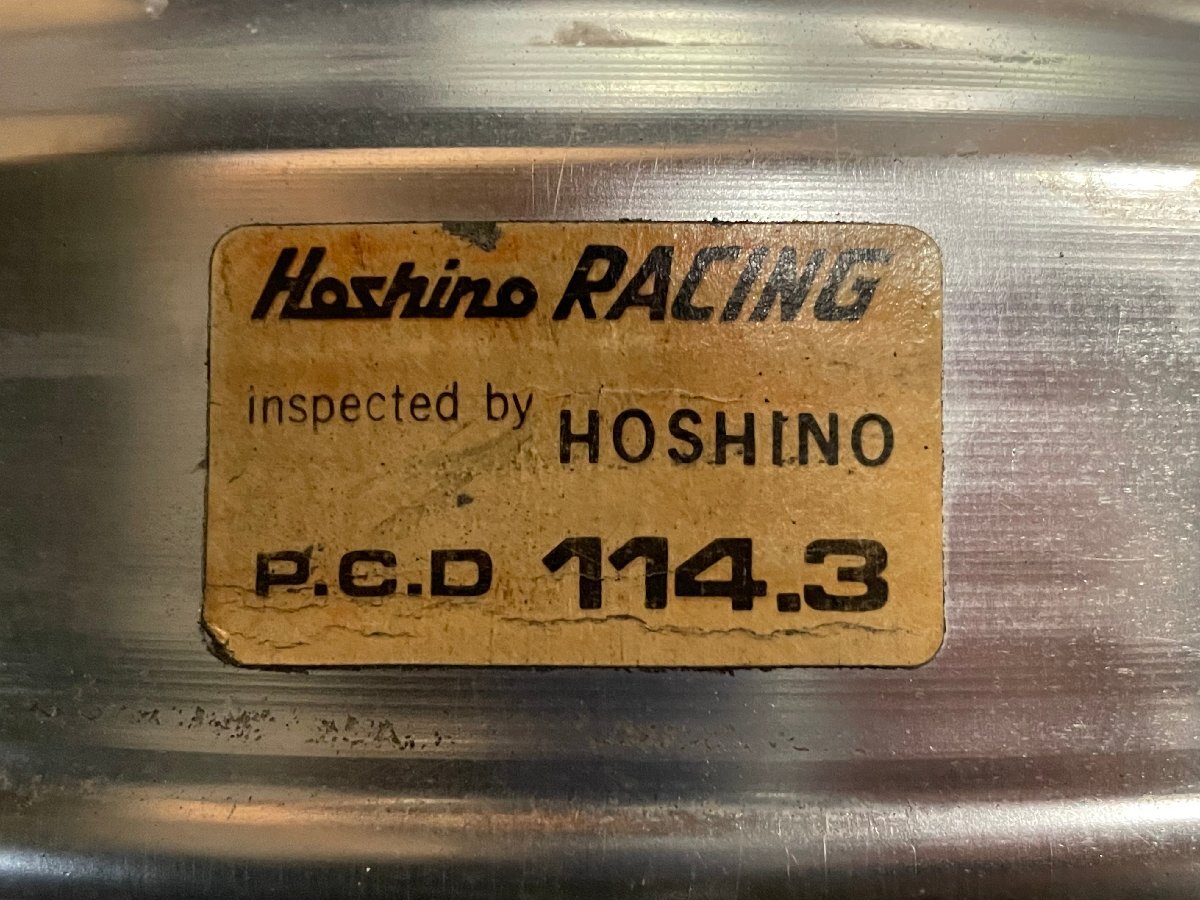 Hoshino RACING
inspected by HOSHINO
P.C.D 114.3